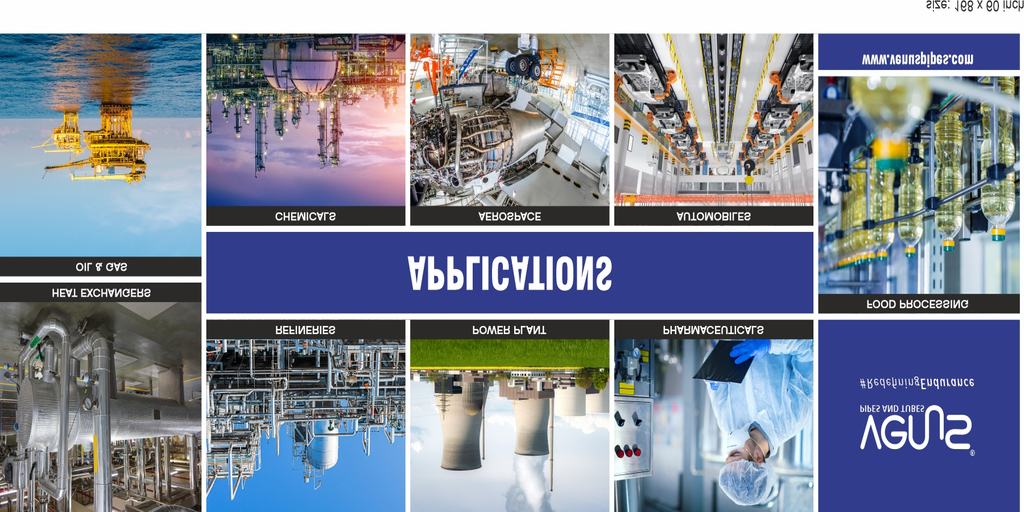 VENUS®
PIPES AND TUBES
#RedefiningEndurance
REFINERIES
POWER PLANT
PHARMACEUTICALS
FOOD PROCESSING
HEAT EXCHANGERS
APPLICATIONS
OIL & GAS
CHEMICALS
AEROSPACE
AUTOMOBILES
www.venuspipes.com
size: 168 x 60 inch